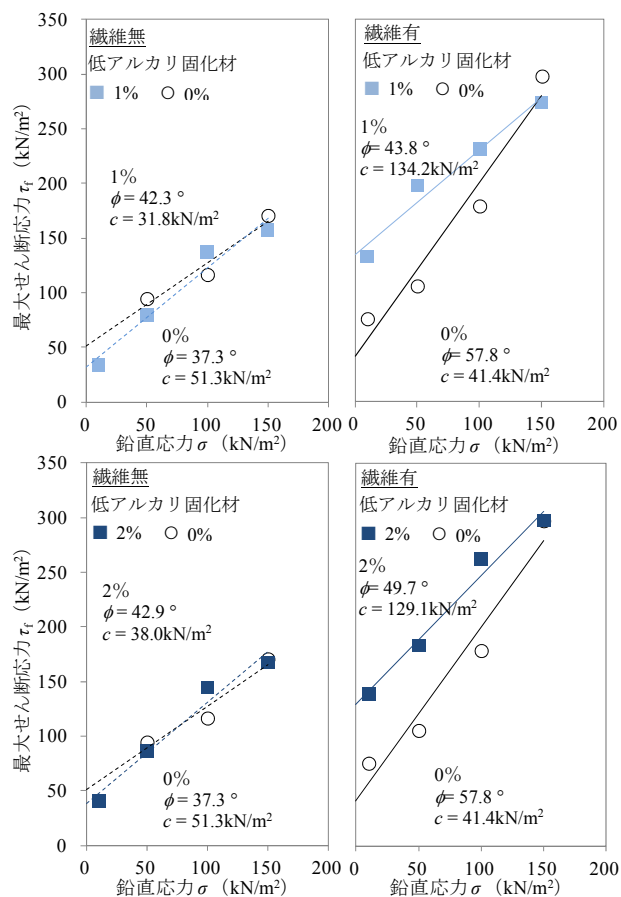 350
300
250
200
150
100
50
0
最大せん断応力 τf (kN/m²)
繊維無
低アルカリ固化材
1% 0%
1%
ϕ= 42.3 °
c = 31.8kN/m²
0%
ϕ= 37.3 °
c = 51.3kN/m²
0 50 100 150 200
鉛直応力σ (kN/m²)
繊維有
低アルカリ固化材
1% 0%
1%
ϕ= 43.8 °
c = 134.2kN/m²
0%
ϕ= 57.8 °
c = 41.4kN/m²
0 50 100 150 200
鉛直応力σ (kN/m²)
350
300
250
200
150
100
50
0
最大せん断応力 τf (kN/m²)
繊維無
低アルカリ固化材
2% 0%
2%
ϕ= 42.9 °
c = 38.0kN/m²
0%
ϕ= 37.3 °
c = 51.3kN/m²
0 50 100 150 200
鉛直応力σ (kN/m²)
繊維有
低アルカリ固化材
2% 0%
2%
ϕ= 49.7 °
c = 129.1kN/m²
0%
ϕ= 57.8 °
c = 41.4kN/m²
0 50 100 150 200
鉛直応力σ (kN/m²)